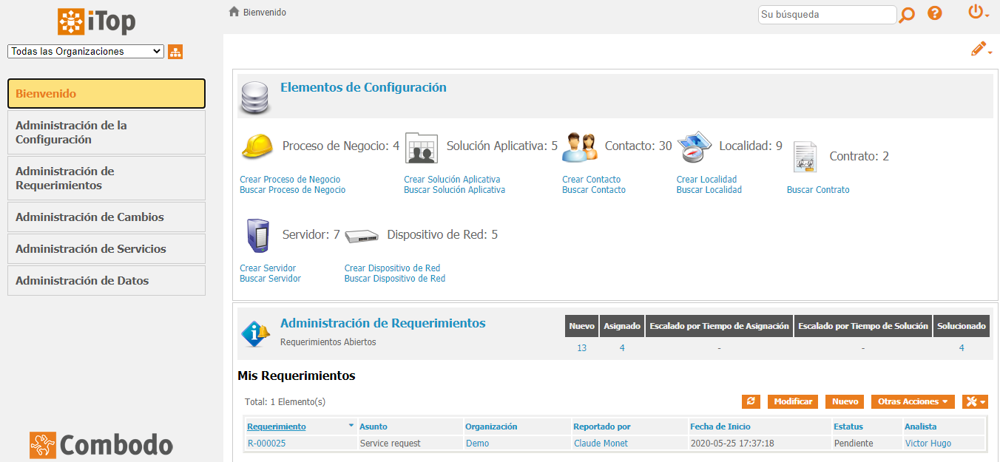 iTop
Bienvenido
Su búsqueda
Todas las Organizaciones
Bienvenido
Administración de la
Configuración
Administración de
Requerimientos
Administración de Cambios
Administración de Servicios
Administración de Datos
Combodo
Elementos de Configuración
Proceso de Negocio: 4
Crear Proceso de Negocio
Buscar Proceso de Negocio
Solución Aplicativa: 5
Crear Solución Aplicativa
Buscar Solución Aplicativa
Contacto: 30
Crear Contacto
Buscar Contacto
Localidad: 9
Crear Localidad
Buscar Localidad
Contrato: 2
Buscar Contrato
Servidor: 7
Crear Servidor
Buscar Servidor
Dispositivo de Red: 5
Crear Dispositivo de Red
Buscar Dispositivo de Red
Administración de Requerimientos
Requerimientos Abiertos
Nuevo Asignado Escalado por Tiempo de Asignación Escalado por Tiempo de Solución Solucionado
13 4 - - 4
Mis Requerimientos
Total: 1 Elemento(s)
Modificar Nuevo Otras Acciones
Requerimiento Asunto Organización Reportado por Fecha de Inicio Estatus Analista
R-000025 Service request Demo Claude Monet 2020-05-25 17:37:18 Pendiente Victor Hugo